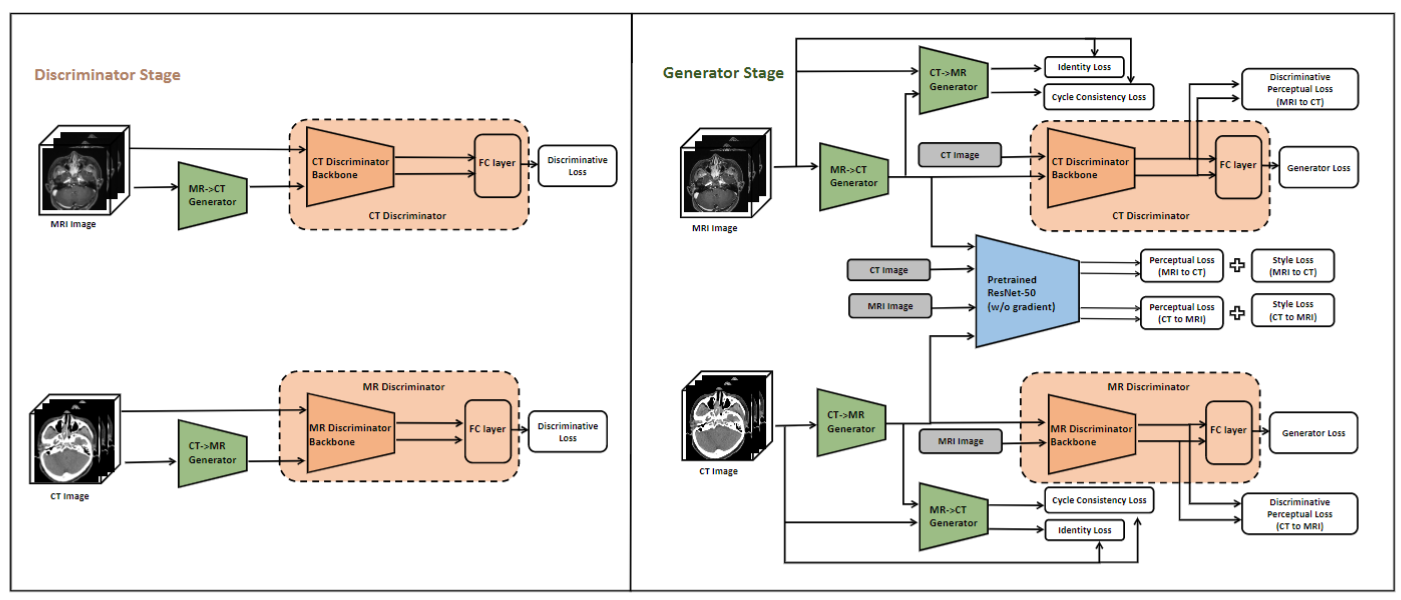 Discriminator Stage
MRI Image
MR->CT
Generator
CT Discriminator
Backbone
FC layer
CT Discriminator
Discriminative
Loss
CT Image
CT->MR
Generator
MR Discriminator
MR Discriminator
Backbone
FC layer
Discriminative
Loss
Generator Stage
MRI Image
MR->CT
Generator
CT->MR
Generator
Identity Loss
Cycle Consistency Loss
CT Image
CT Discriminator
Backbone
FC layer
CT Discriminator
Discriminative
Perceptual Loss
(MRI to CT)
Generator Loss
CT Image
MRI Image
Pretrained
ResNet-50
(w/o gradient)
Perceptual Loss
(MRI to CT)
Style Loss
(MRI to CT)
Perceptual Loss
(CT to MRI)
Style Loss
(CT to MRI)
CT Image
CT->MR
Generator
MRI Image
MR Discriminator
MR Discriminator
Backbone
FC layer
Generator Loss
MR->CT
Generator
Cycle Consistency Loss
Identity Loss
Discriminative
Perceptual Loss
(CT to MRI)